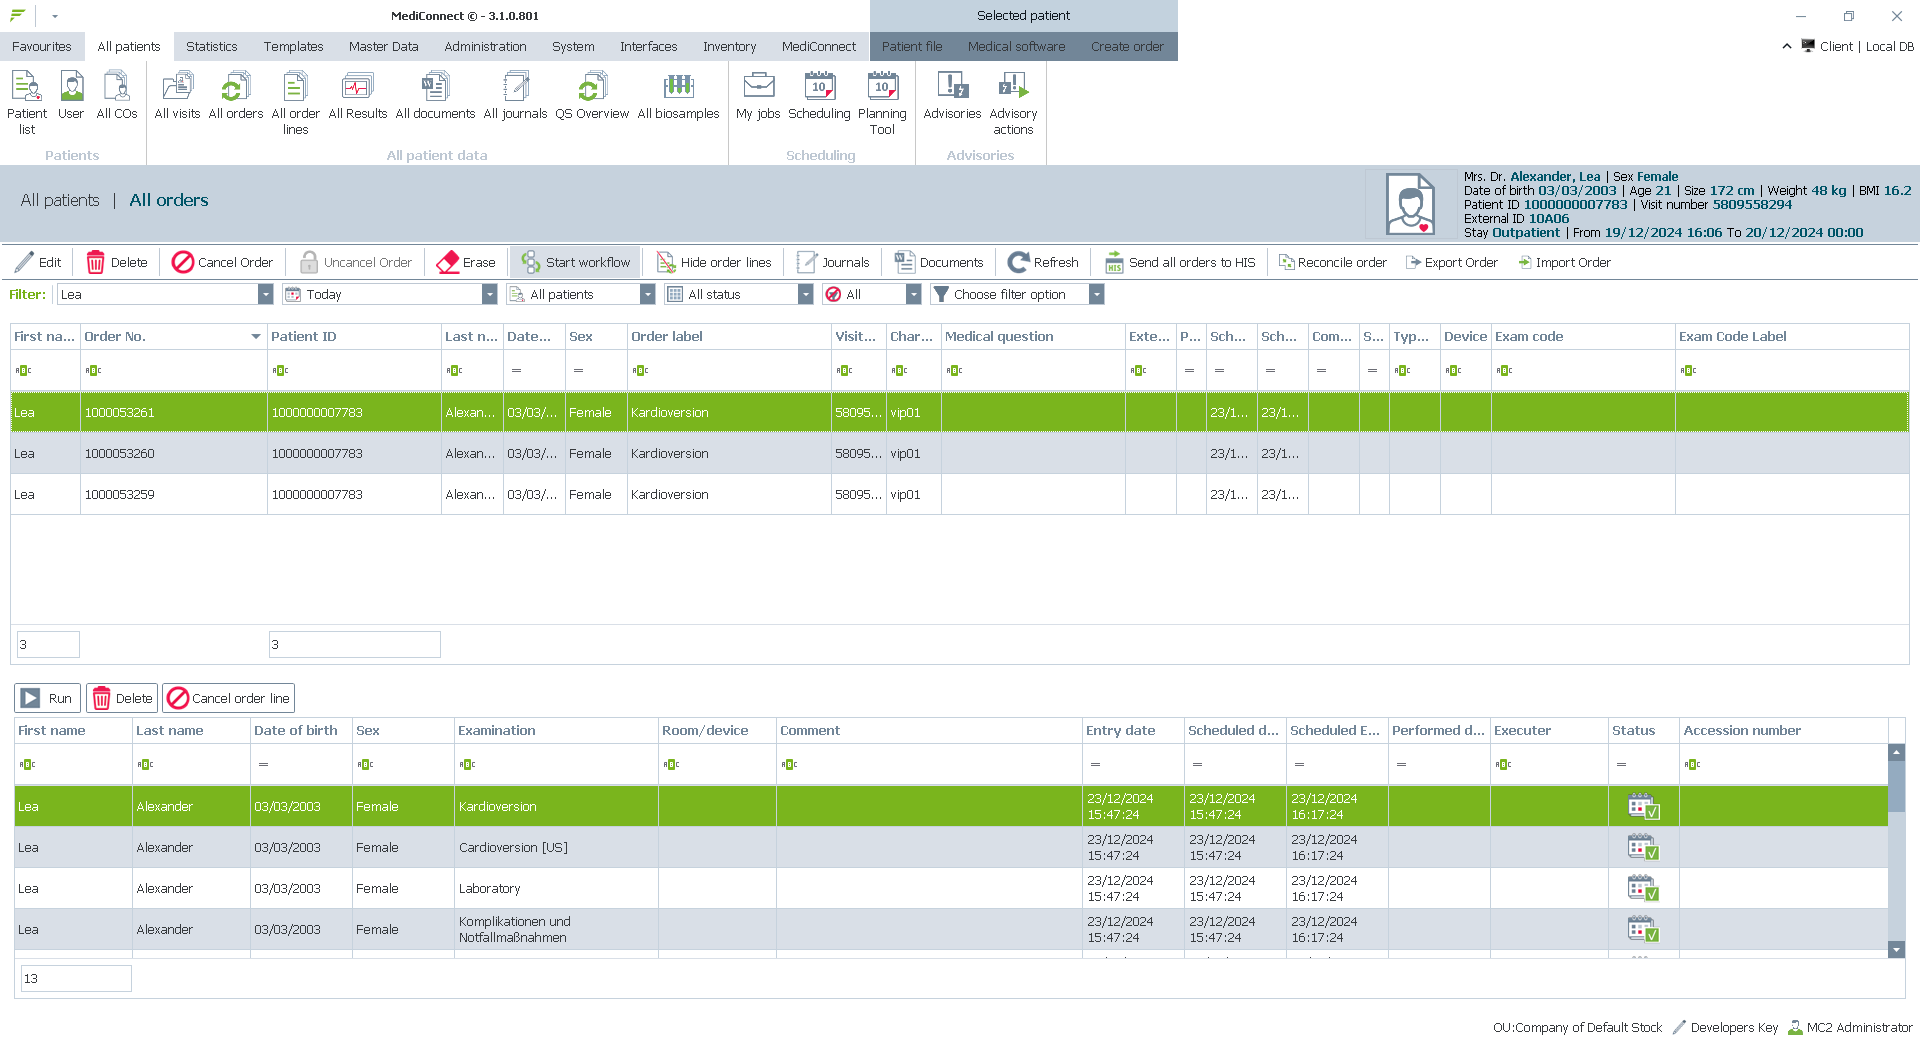 MediConnect © - 3.1.0.801
Selected patient
Favourites All patients Statistics Templates Master Data Administration System Interfaces Inventory MediConnect Patient file Medical software Create order Client | Local DB
Patient list User All COs All visits All orders All order lines All Results All documents All journals QS Overview All biosamples My jobs Scheduling Planning Tool Advisories Advisory actions
Patients All patient data Scheduling Advisories
All patients | All orders
Mrs. Dr. Alexander, Lea | Sex Female
Date of birth 03/03/2003 | Age 21 | Size 172 cm | Weight 48 kg | BMI 16.2
Patient ID 1000000007783 | Visit number 5809558294
External ID 10A06
Stay Outpatient | From 19/12/2024 16:06 To 20/12/2024 00:00
Edit Delete Cancel Order Uncancel Order Erase Start workflow Hide order lines Journals Documents Refresh Send all orders to HIS Reconcile order Export Order Import Order
Filter: Lea Today All patients All status All Choose filter option
First na... Order No. Patient ID Last n... Date... Sex Order label Visit... Char... Medical question Exte... P... Sch... Sch... Com... S... Typ... Device Exam code Exam Code Label
Lea 1000053261 1000000007783 Alexan... 03/03/... Female Kardioversion 58095... vip01 23/1... 23/1...
Lea 1000053260 1000000007783 Alexan... 03/03/... Female Kardioversion 58095... vip01 23/1... 23/1...
Lea 1000053259 1000000007783 Alexan... 03/03/... Female Kardioversion 58095... vip01 23/1... 23/1...
3 3
Run Delete Cancel order line
First name Last name Date of birth Sex Examination Room/device Comment Entry date Scheduled d... Scheduled E... Performed d... Executer Status Accession number
Lea Alexander 03/03/2003 Female Kardioversion 23/12/2024 15:47:24 23/12/2024 15:47:24 23/12/2024 16:17:24
Lea Alexander 03/03/2003 Female Cardioversion [US] 23/12/2024 15:47:24 23/12/2024 15:47:24 23/12/2024 16:17:24
Lea Alexander 03/03/2003 Female Laboratory 23/12/2024 15:47:24 23/12/2024 15:47:24 23/12/2024 16:17:24
Lea Alexander 03/03/2003 Female Komplikationen und Notfallmaßnahmen 23/12/2024 15:47:24 23/12/2024 15:47:24 23/12/2024 16:17:24
13
OU:Company of Default Stock Developers Key MC2 Administrator